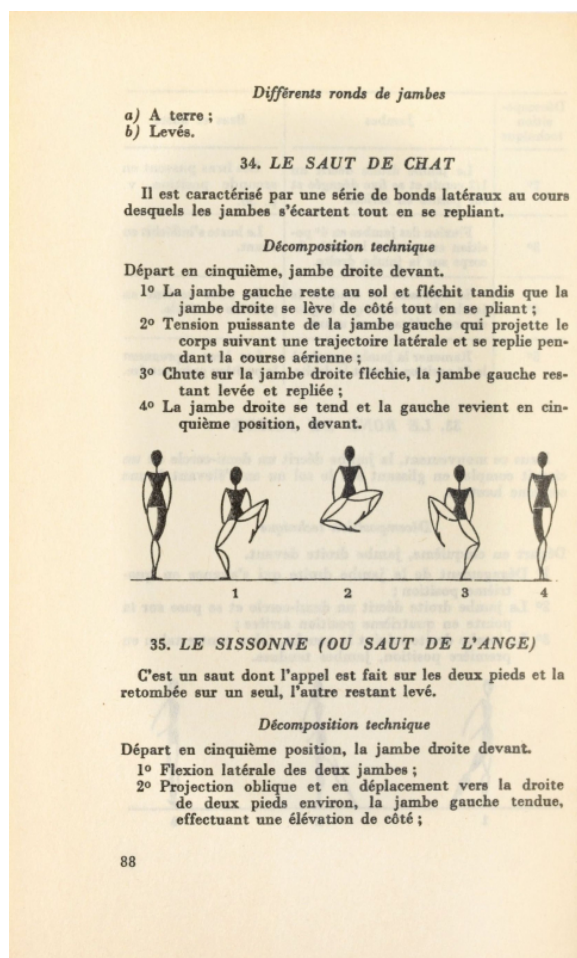 Différents ronds de jambes
a) A terre ;
b) Levés.
34. LE SAUT DE CHAT
Il est caractérisé par une série de bonds latéraux au cours
desquels les jambes s'écartent tout en se repliant.
Décomposition technique
Départ en cinquième, jambe droite devant.
1º La jambe gauche reste au sol et fléchit tandis que la
jambe droite se lève de côté tout en se pliant ;
2º Tension puissante de la jambe gauche qui projette le
corps suivant une trajectoire latérale et se replie pen-
dant la course aérienne ;
3º Chute sur la jambe droite fléchie, la jambe gauche res-
tant levée et repliée ;
4º La jambe droite se tend et la gauche revient en cin-
quième position, devant.
1 2 3 4
35. LE SISSONNE (OU SAUT DE L'ANGE)
C'est un saut dont l'appel est fait sur les deux pieds et la
retombée sur un seul, l'autre restant levé.
Décomposition technique
Départ en cinquième position, la jambe droite devant.
1º Flexion latérale des deux jambes ;
2º Projection oblique et en déplacement vers la droite
de deux pieds environ, la jambe gauche tendue,
effectuant une élévation de côté ;
88